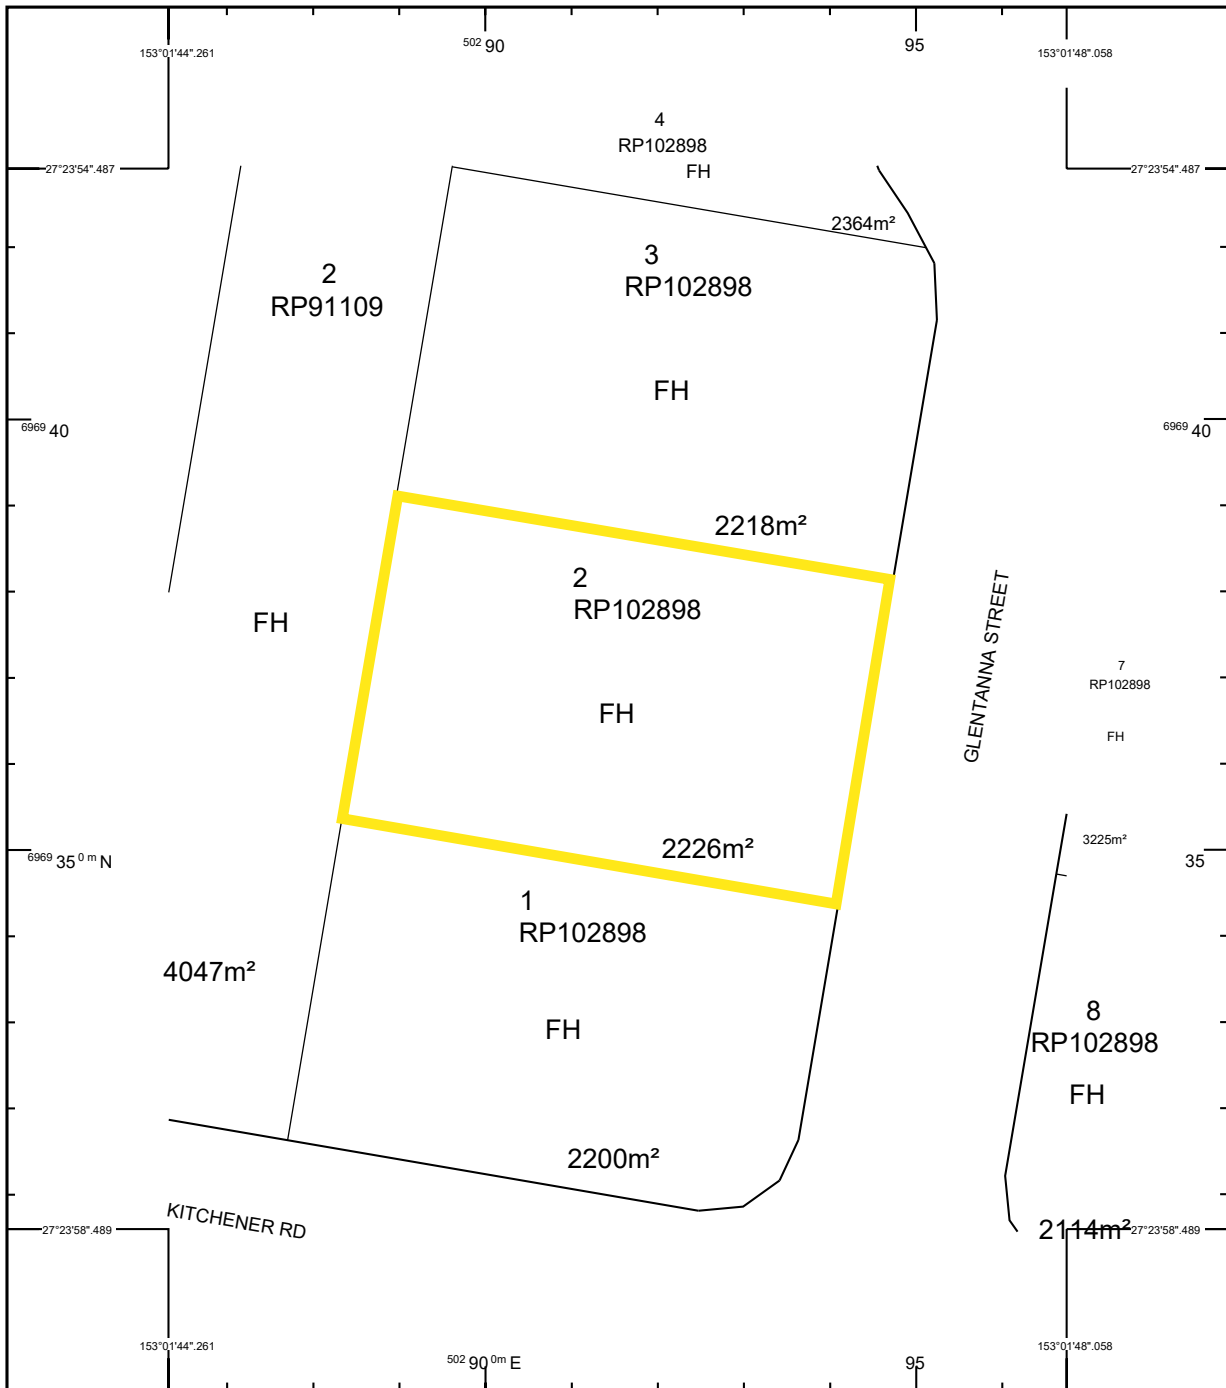 153°01'44".261
502 90
95
153°01'48".058
4
RP102898
FH
27°23'54".487
27°23'54".487
2364m²
3
RP102898
2
RP91109
FH
6969 40
6969 40
2218m²
2
RP102898
FH
FH
GLENTANNA STREET
7
RP102898
FH
2226m²
3225m²
6969 35 0 m N
35
1
RP102898
4047m²
FH
8
RP102898
FH
2200m²
KITCHENER RD
27°23'58".489
2114m²
27°23'58".489
153°01'44".261
502 90 0m E
95
153°01'48".058